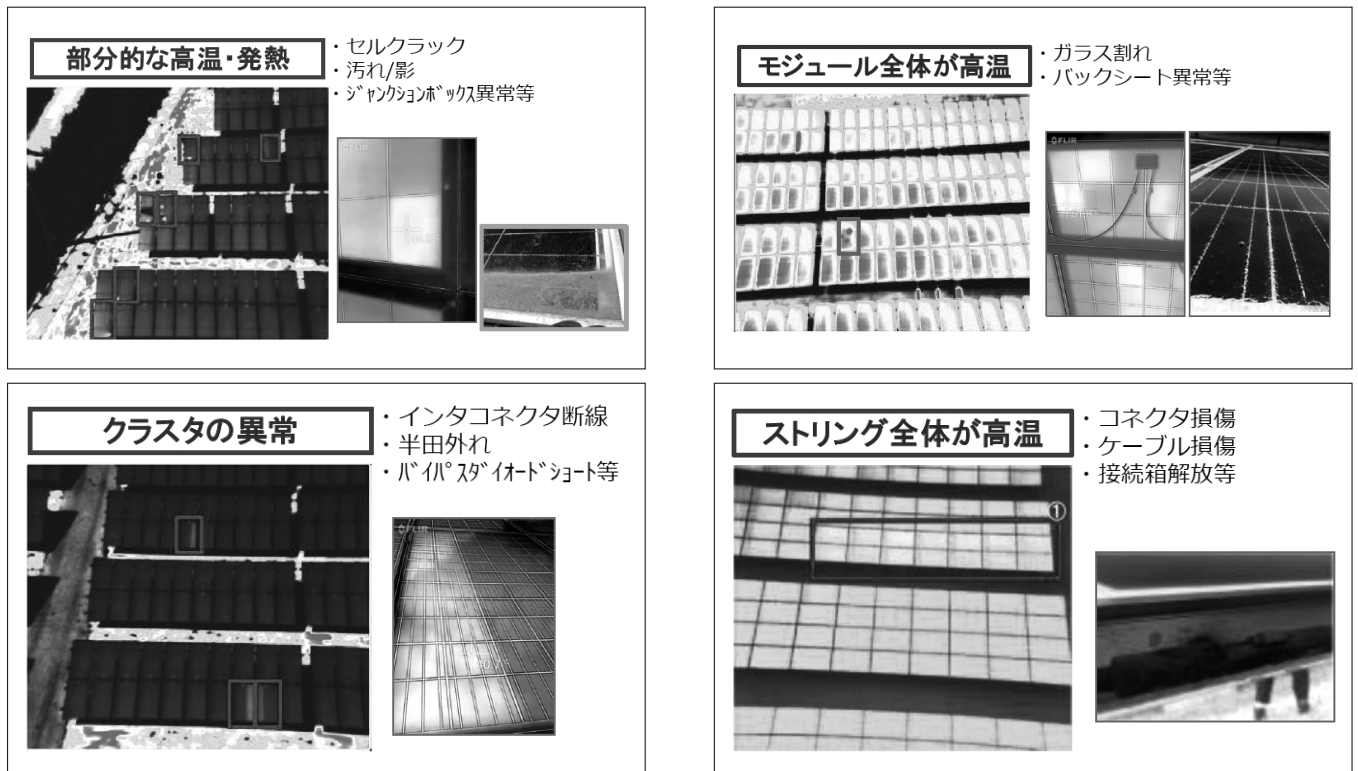 部分的な高温・発熱
・セルクラック
・汚れ/影
・ｼﾞｬﾝｸｼｮﾝﾎﾞｯｸｽ異常等
FLIR
モジュール全体が高温
・ガラス割れ
・バックシート異常等
FLIR
クラスタの異常
・インタコネクタ断線
・半田外れ
・ﾊﾞｲﾊﾟｽﾀﾞｲｵｰﾄﾞｼｮｰﾄ等
FLIR
ストリング全体が高温
・コネクタ損傷
・ケーブル損傷
・接続箱解放等
①